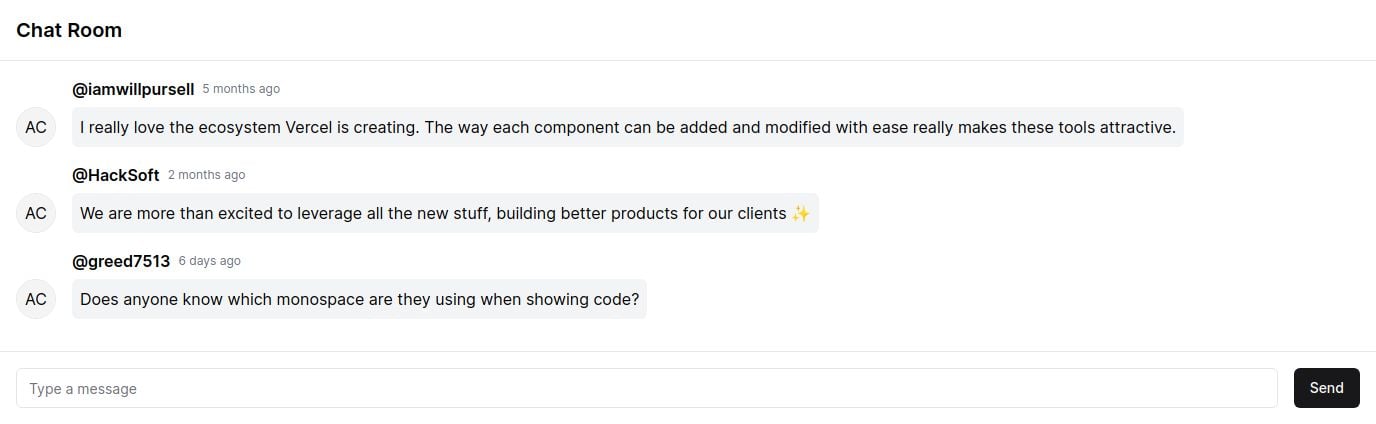 Chat Room
@iamwillpursell 5 months ago
AC
I really love the ecosystem Vercel is creating. The way each component can be added and modified with ease really makes these tools attractive.
@HackSoft 2 months ago
AC
We are more than excited to leverage all the new stuff, building better products for our clients ✨
@greed7513 6 days ago
AC
Does anyone know which monospace are they using when showing code?
Type a message
Send